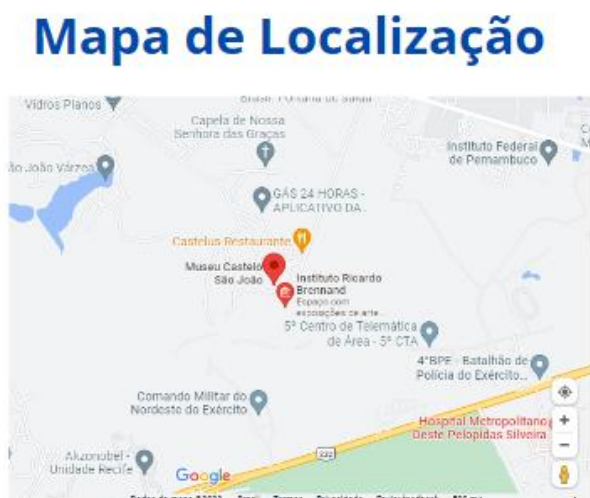 Mapa de Localização
Vidros Planos
Capela de Nossa
Senhora das Graças
Instituto Federal
de Pernambuco
ão João Várzea
GÁS 24 HORAS -
APLICATIVO DA...
Castelus Restaurante
Museu Castelo
São João
Instituto Ricardo
Brennand
Espaço com
exposições de arte...
5º Centro de Telemática
de Área - 5º CTA
4°BPE - Batalhão de
Polícia do Exército...
Comando Militar do
Nordeste do Exército
Hospital Metropolitano
Oeste Pelópidas Silveira
232
Akzonobel -
Unidade Recife
Google